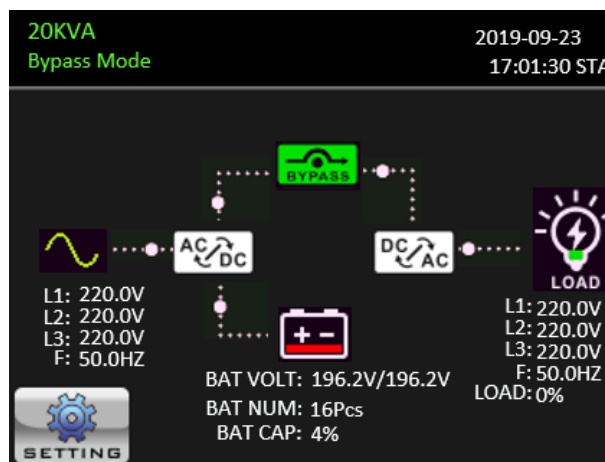 20KVA
Bypass Mode
2019-09-23
17:01:30 STA
BYPASS
AC
DC
DC
AC
LOAD
L1: 220.0V
L2: 220.0V
L3: 220.0V
F: 50.0HZ
L1: 220.0V
L2: 220.0V
L3: 220.0V
F: 50.0HZ
LOAD: 0%
BAT VOLT: 196.2V/196.2V
BAT NUM: 16Pcs
BAT CAP: 4%
SETTING